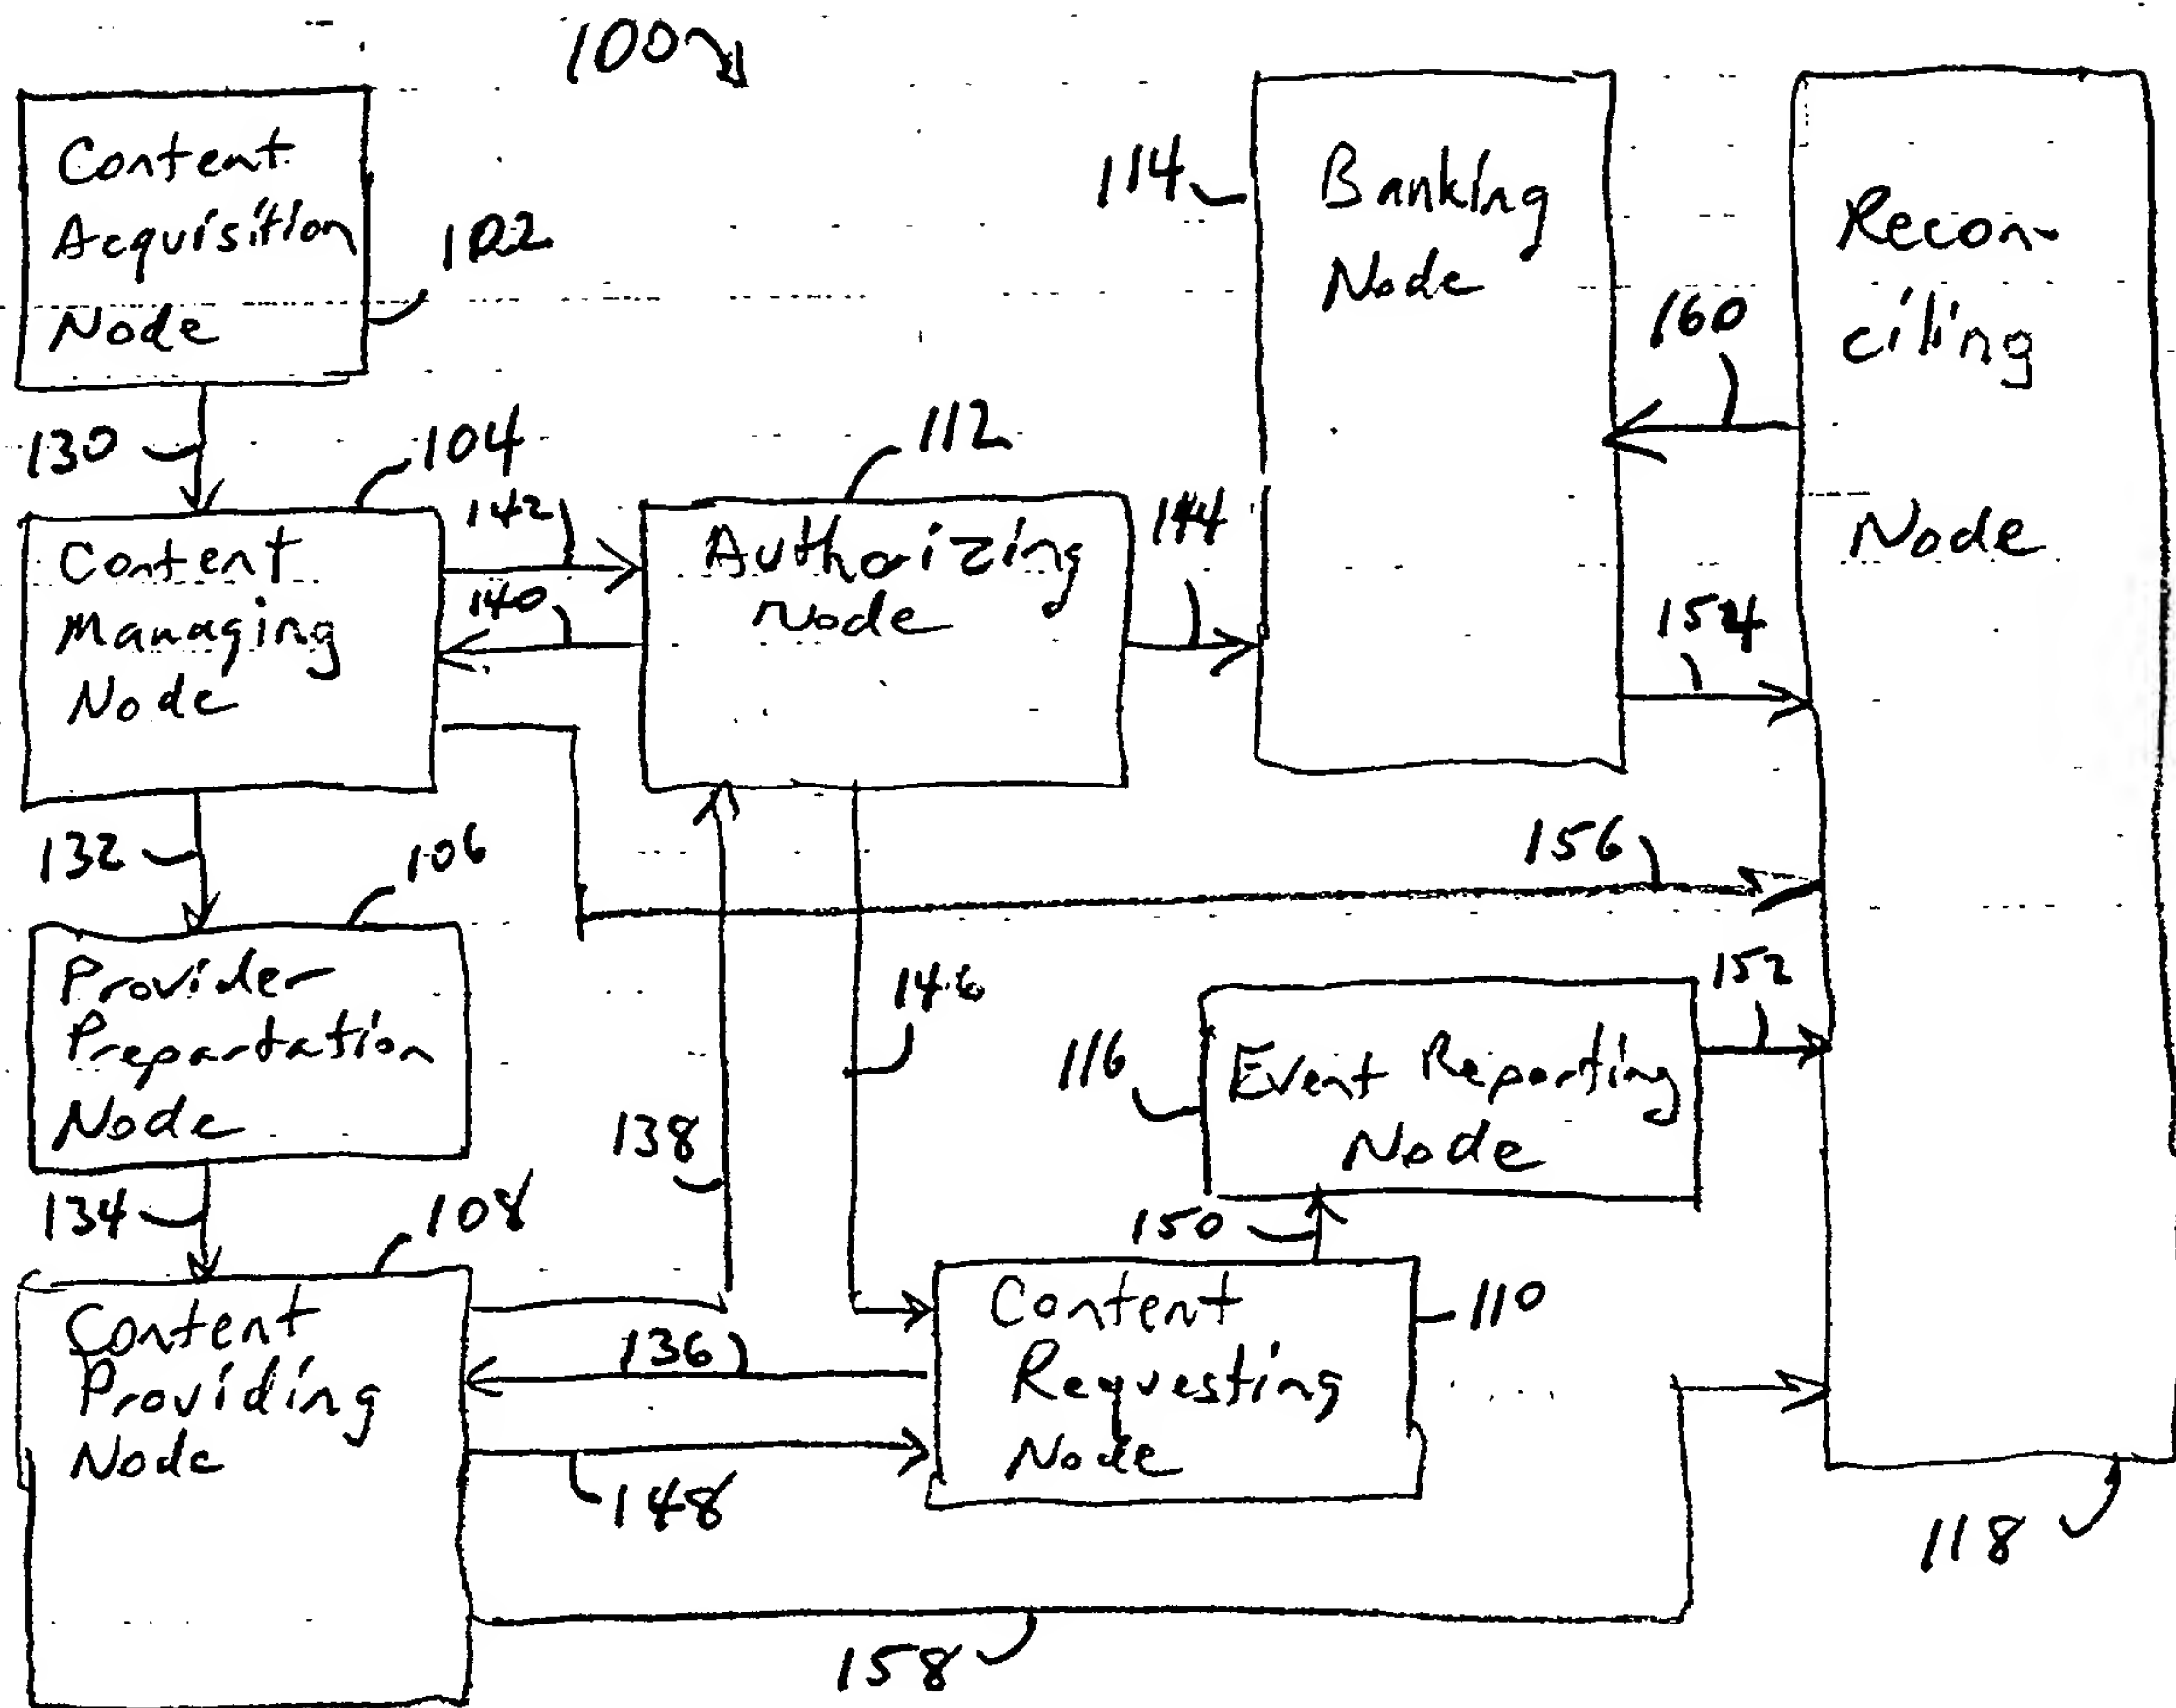 100
Content
Acquisition
Node
102
114
Banking
Node
Recon-
ciling
Node
160
130
104
142
140
112
Authorizing
Node
144
154
Content
Managing
Node
132
106
156
Provider
Prepartation
Node
146
152
116
Event Reporting
Node
138
134
108
150
Content
Providing
Node
136
148
Content
Requesting
Node
110
118
158